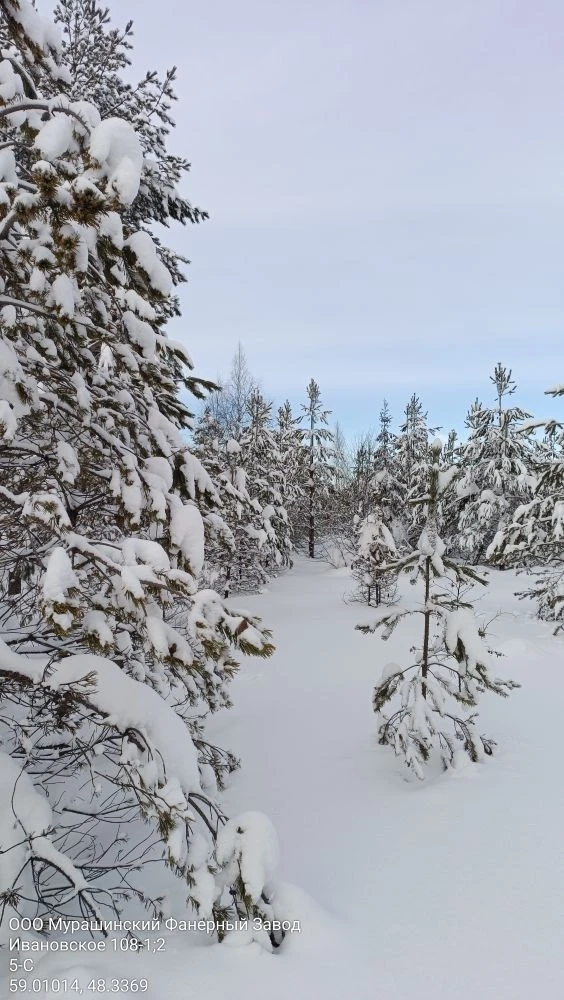 ООО Мурашинский Фанерный Завод
Ивановское 108-1;2
5-С
59.01014, 48.3369